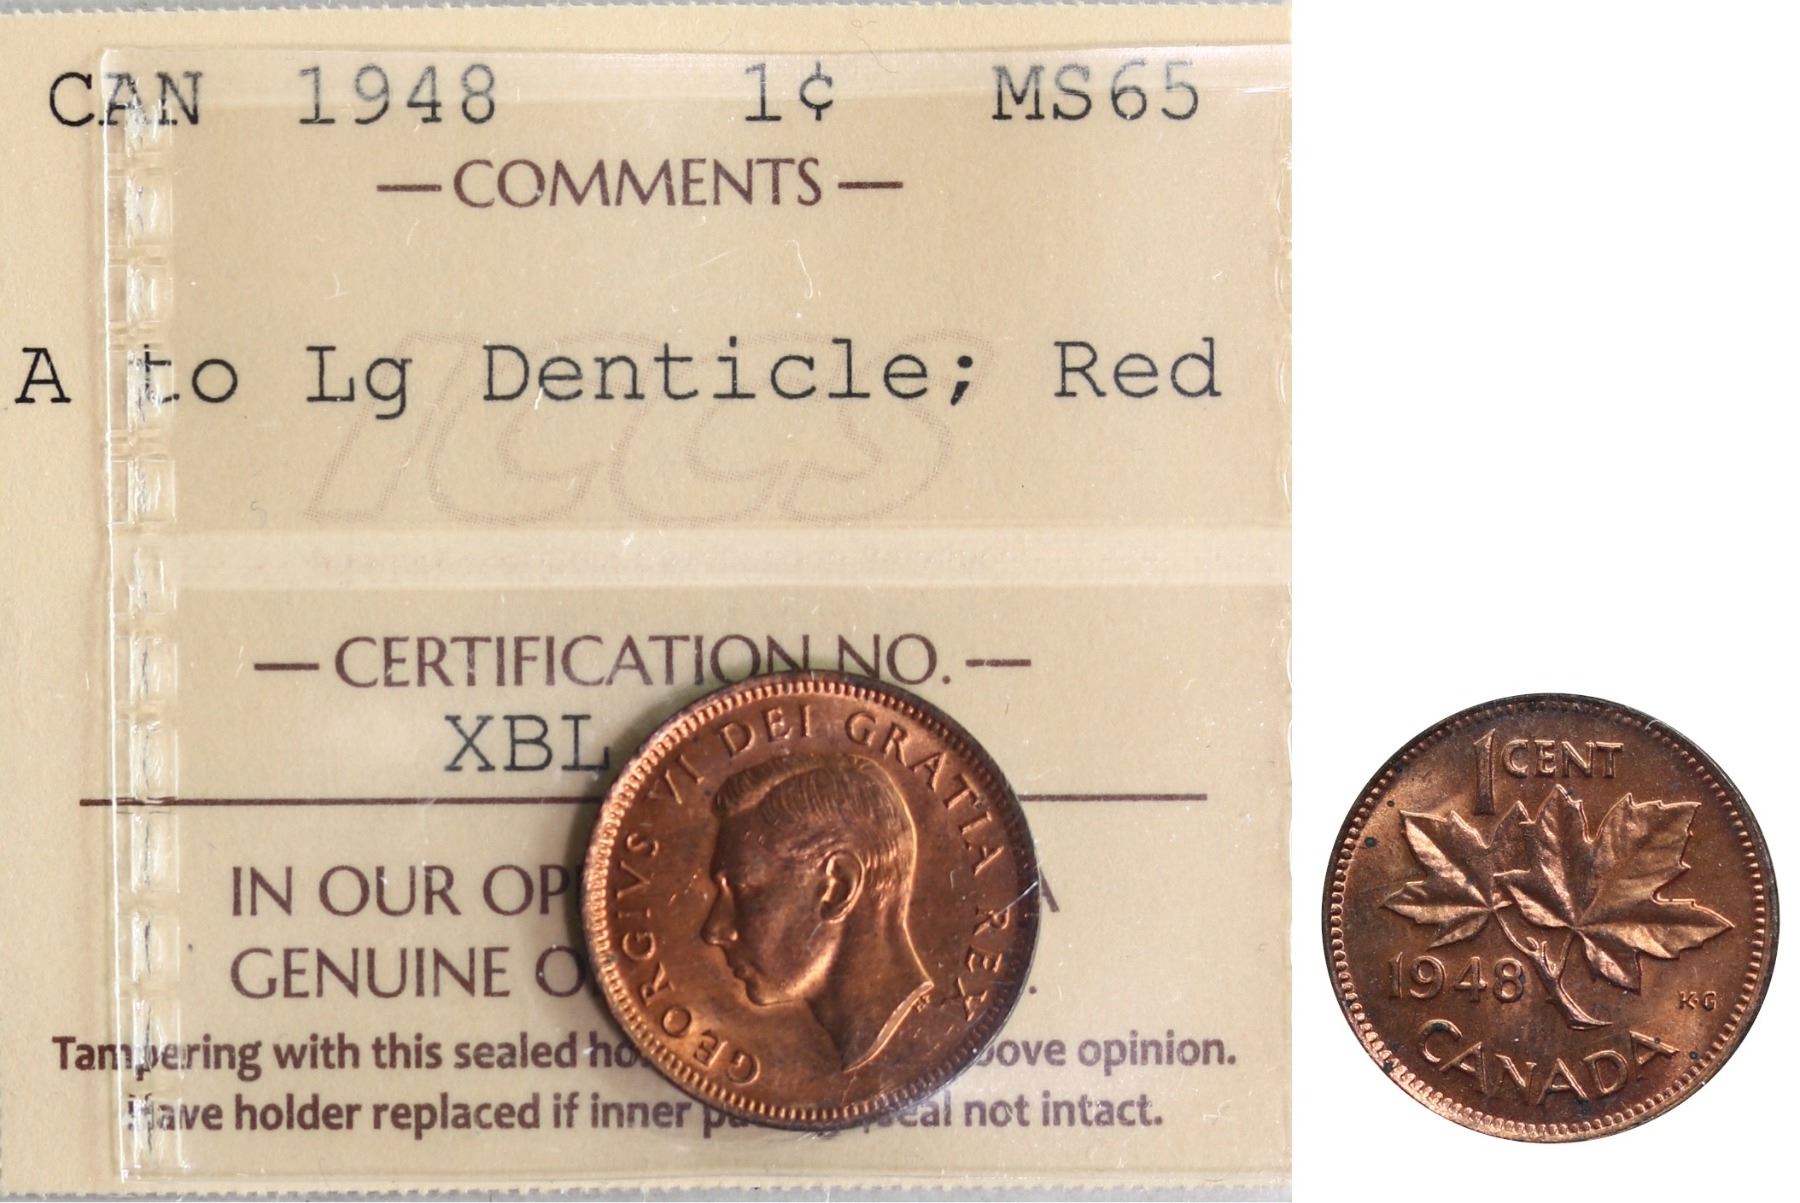 CAN 1948 1¢ MS65
— COMMENTS —
ICCS
A to Lg Denticle; Red
— CERTIFICATION NO. —
XBL
IN OUR OP A
GENUINE O .
Tampering with this sealed ho ove opinion.
Have holder replaced if inner p seal not intact.
GEORGIVS VI DEI GRATIA REX
1 CENT
1948
K·G
CANADA